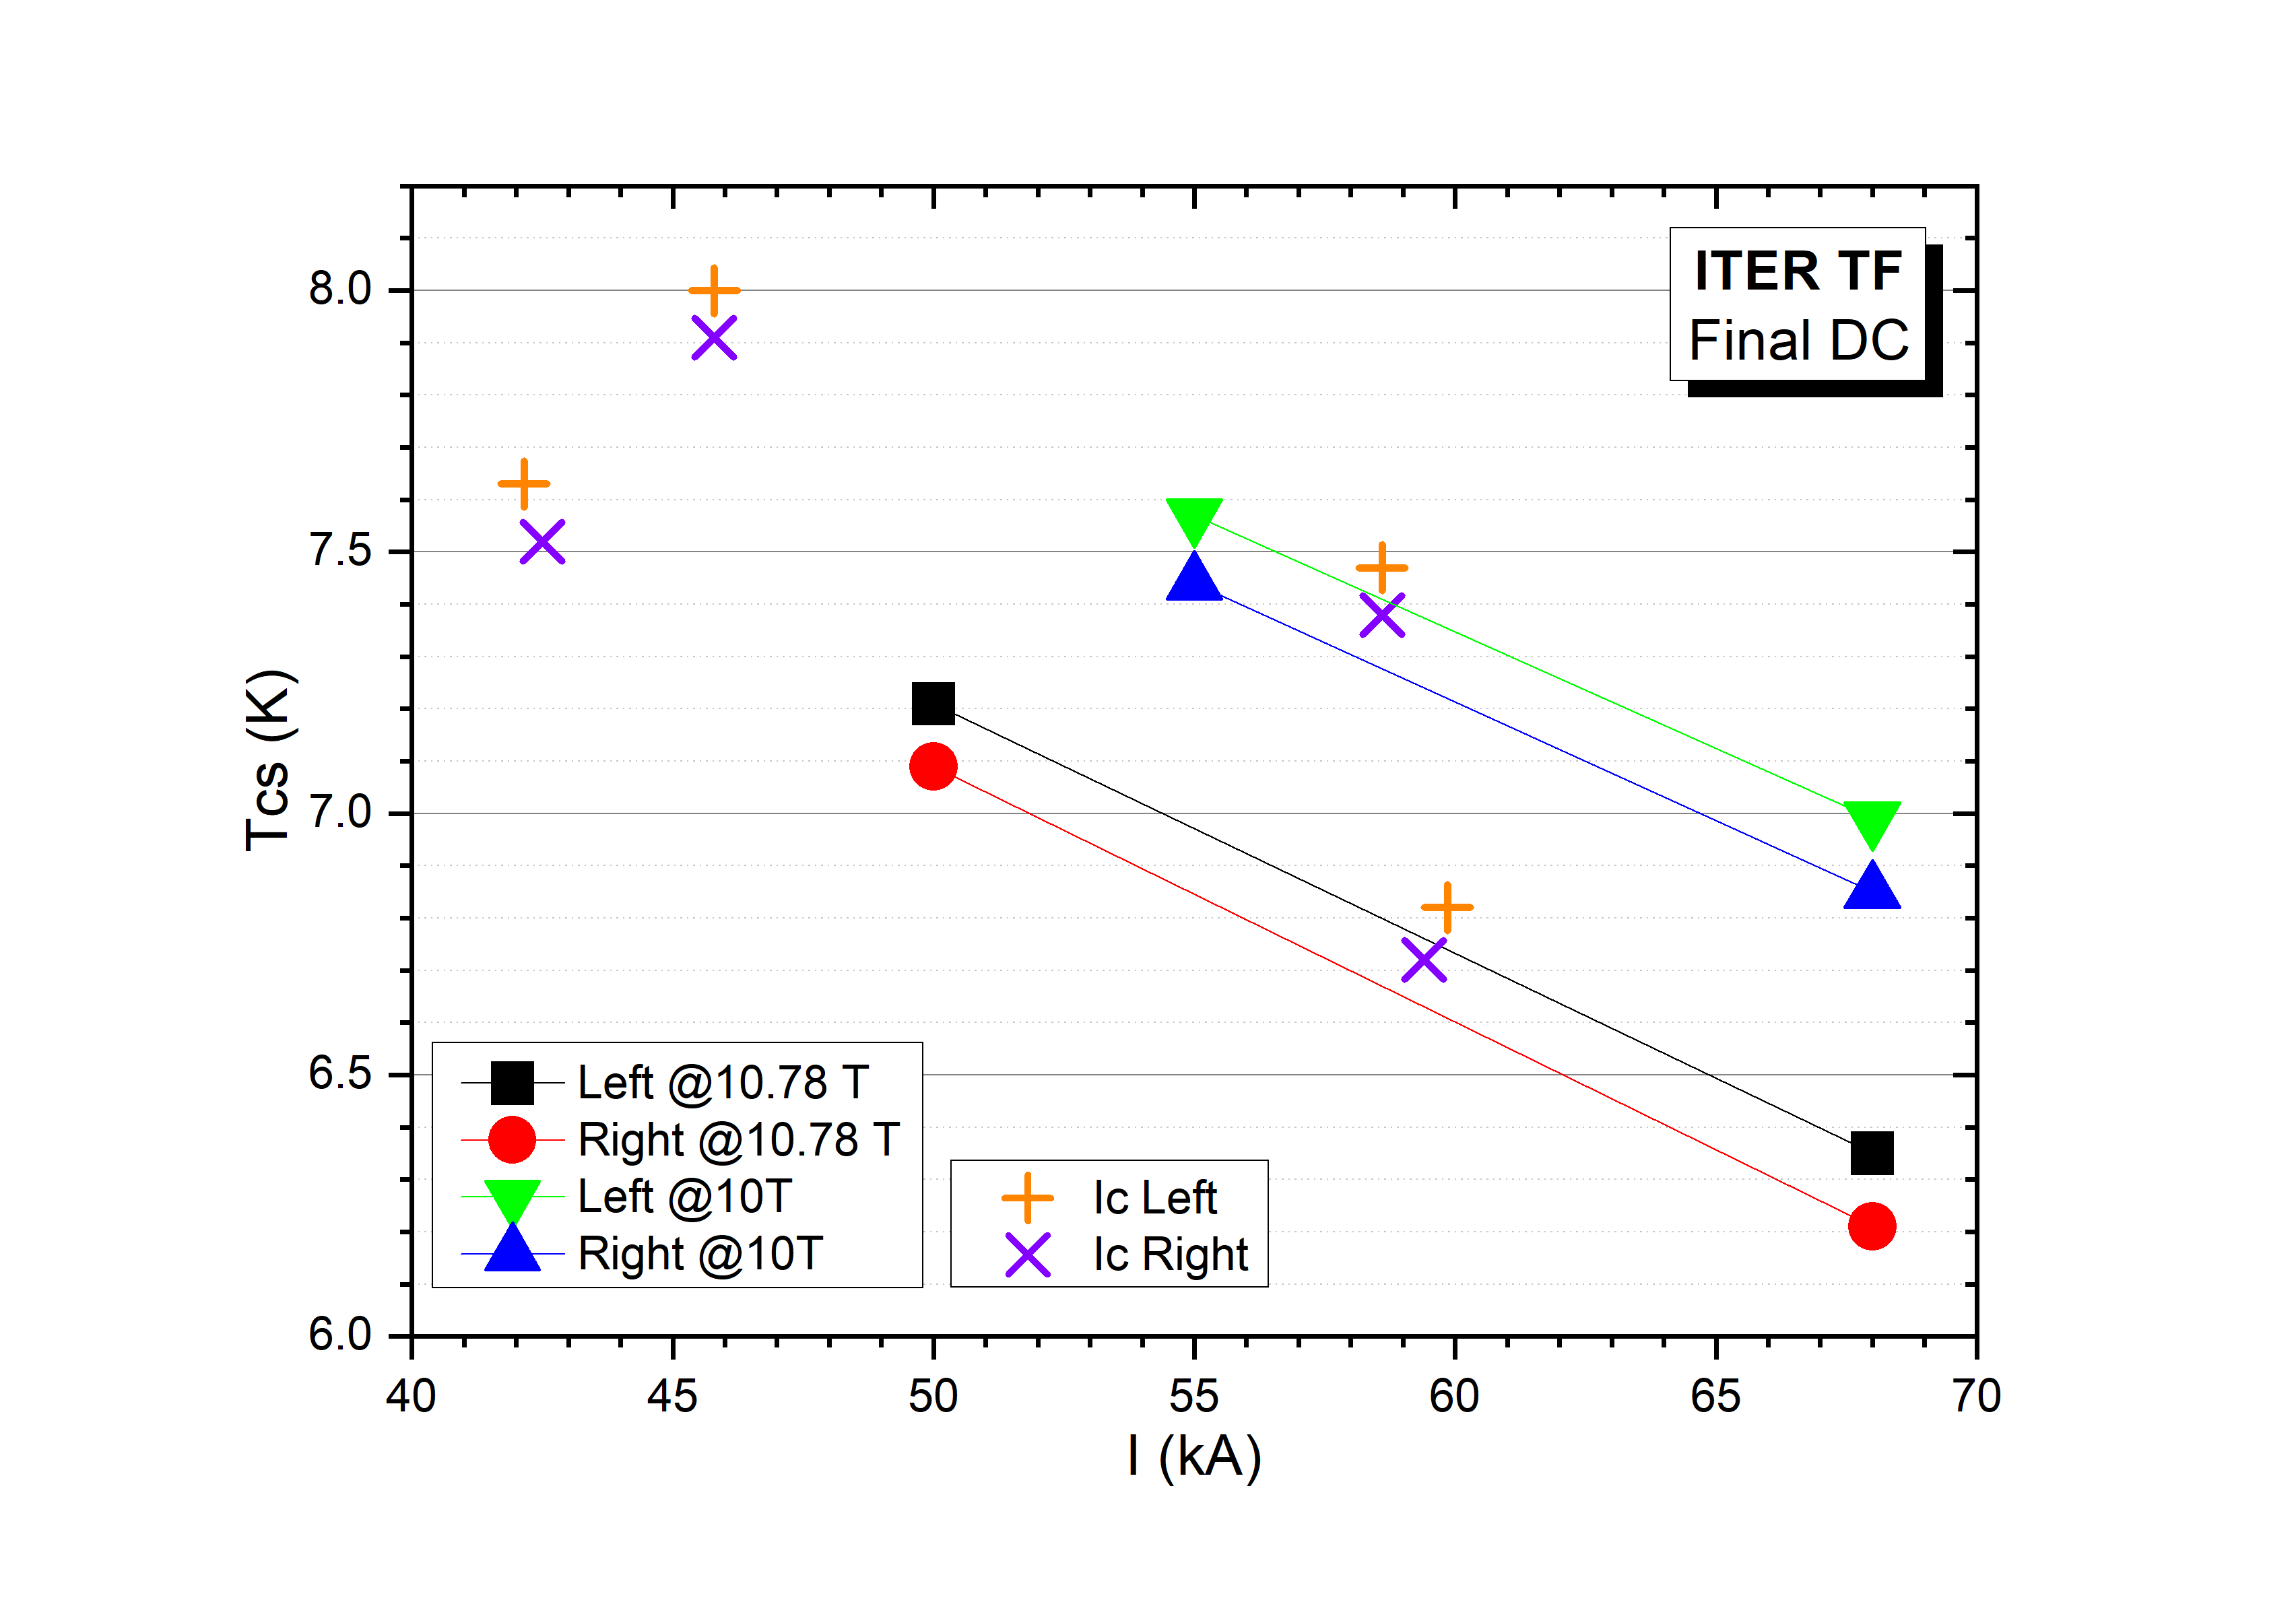 ITER TF
Final DC
8.0
7.5
7.0
6.5
6.0
Tcs (K)
Left @10.78 T
Right @10.78 T
Left @10T
Right @10T
Ic Left
Ic Right
40 45 50 55 60 65 70
I (kA)